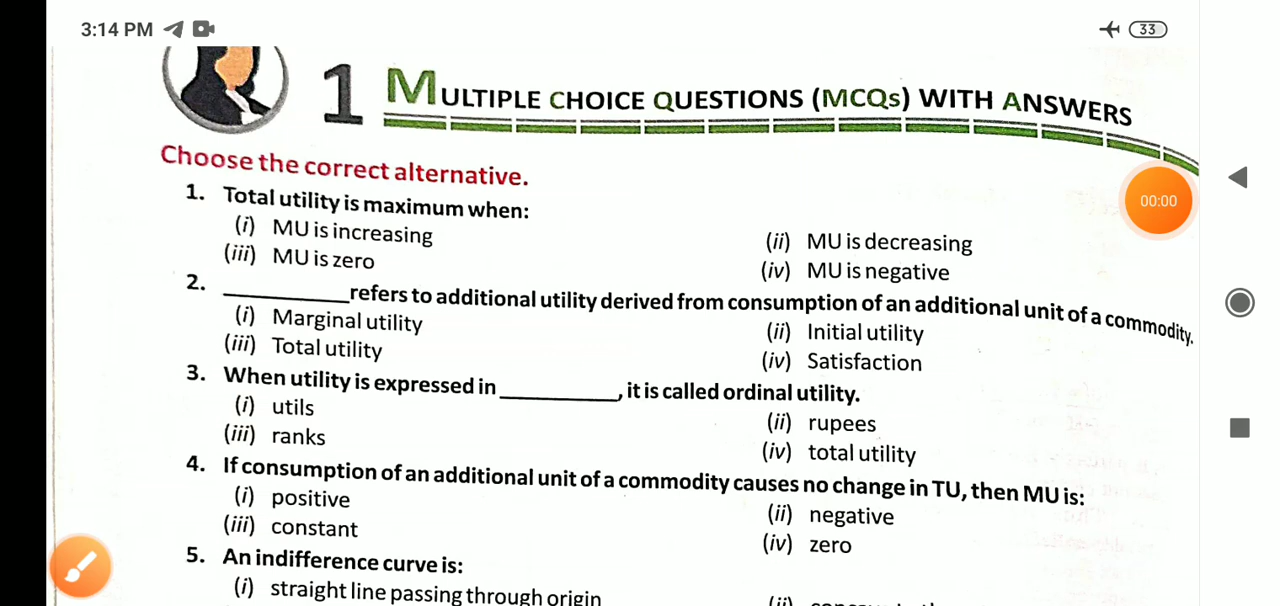 3:14 PM
33
1 MULTIPLE CHOICE QUESTIONS (MCQs) WITH ANSWERS
Choose the correct alternative.
00:00
1. Total utility is maximum when:
(i) MU is increasing
(ii) MU is decreasing
(iii) MU is zero
(iv) MU is negative
2. __________ refers to additional utility derived from consumption of an additional unit of a commodity.
(i) Marginal utility
(ii) Initial utility
(iii) Total utility
(iv) Satisfaction
3. When utility is expressed in __________, it is called ordinal utility.
(i) utils
(ii) rupees
(iii) ranks
(iv) total utility
4. If consumption of an additional unit of a commodity causes no change in TU, then MU is:
(i) positive
(ii) negative
(iii) constant
(iv) zero
5. An indifference curve is:
(i) straight line passing through origin
(ii)